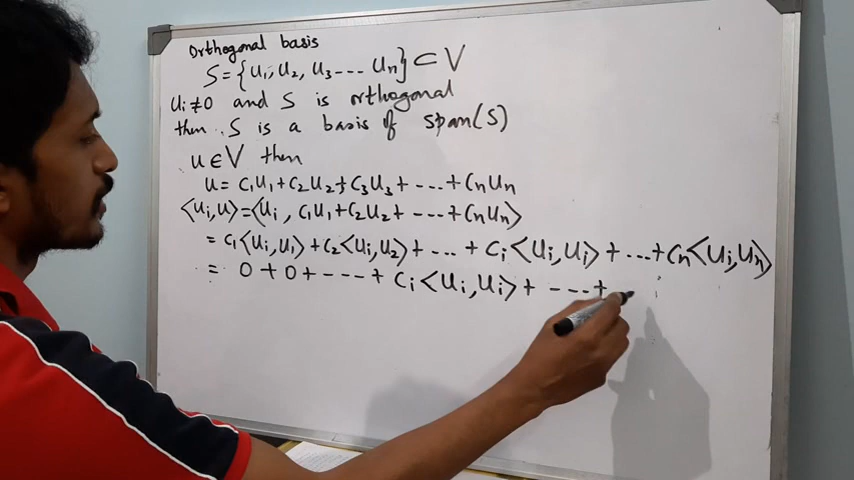 Orthogonal basis
S = {u₁, u₂, u₃ --- uₙ} ⊂ V
uᵢ ≠ 0 and S is orthogonal
then S is a basis of span(S)
u ∈ V then
u = c₁u₁ + c₂u₂ + c₃u₃ + --- + cₙuₙ
<uᵢ, u> = <uᵢ, c₁u₁ + c₂u₂ + --- + cₙuₙ>
= c₁<uᵢ, u₁> + c₂<uᵢ, u₂> + --- + cᵢ<uᵢ, uᵢ> + --- + cₙ<uᵢ, uₙ>
= 0 + 0 + ---- + cᵢ<uᵢ, uᵢ> + ---- +